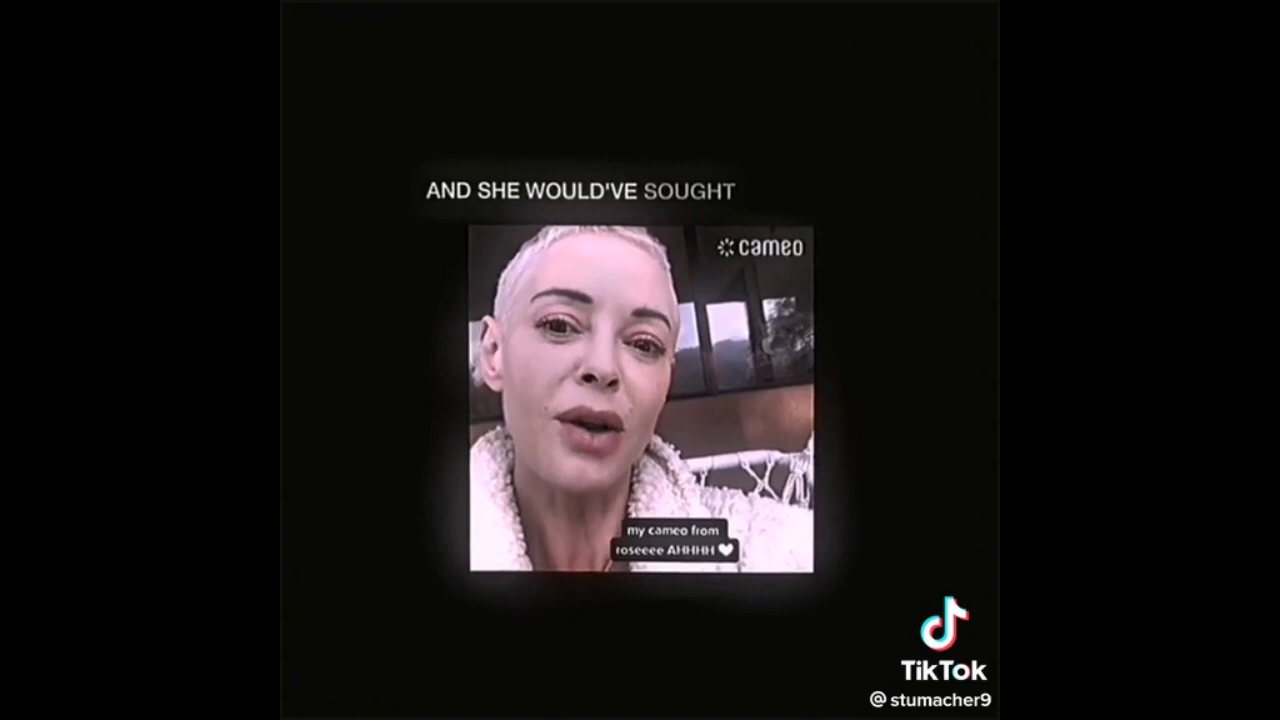 AND SHE WOULD'VE SOUGHT
cameo
my cameo from
roseeee AHHHH 🤍
TikTok
@stumacher9